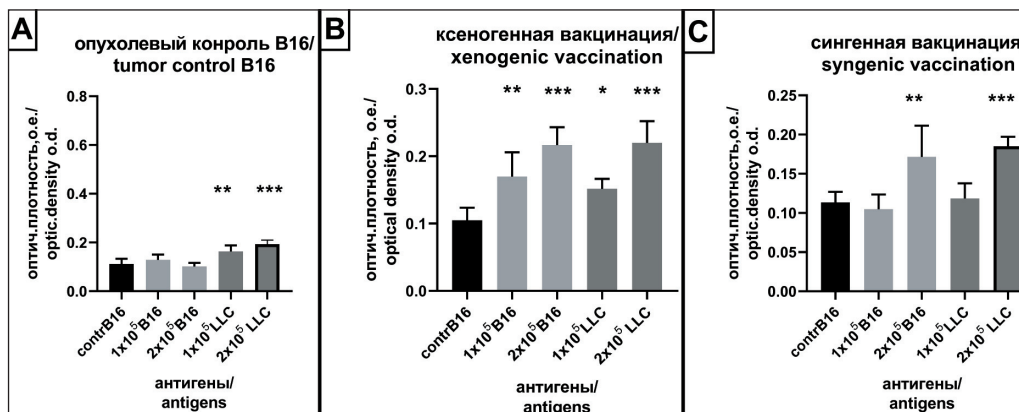 A
опухолевый конроль B16/
tumor control B16
оптич.плотность,о.е./
optic.density o.d.
0.8
0.6
0.4
0.2
0.0
**
***
contrB16
1x10⁵B16
2x10⁵B16
1x10⁵LLC
2x10⁵ LLC
антигены/
antigens
B
ксеногенная вакцинация/
xenogenic vaccination
оптич.плотность, о.е./
optical density o.d.
0.3
0.2
0.1
0.0
**
***
*
***
contrB16
1x10⁵B16
2x10⁵B16
1x10⁵LLC
2x10⁵ LLC
антигены/
antigens
C
сингенная вакцинация
syngenic vaccination
оптич.плотность,о.е./
optic.density o.d.
0.25
0.20
0.15
0.10
0.05
0.00
**
***
contrB16
1x10⁵B16
2x10⁵B16
1x10⁵LLC
2x10⁵ LLC
антигены/
antigens